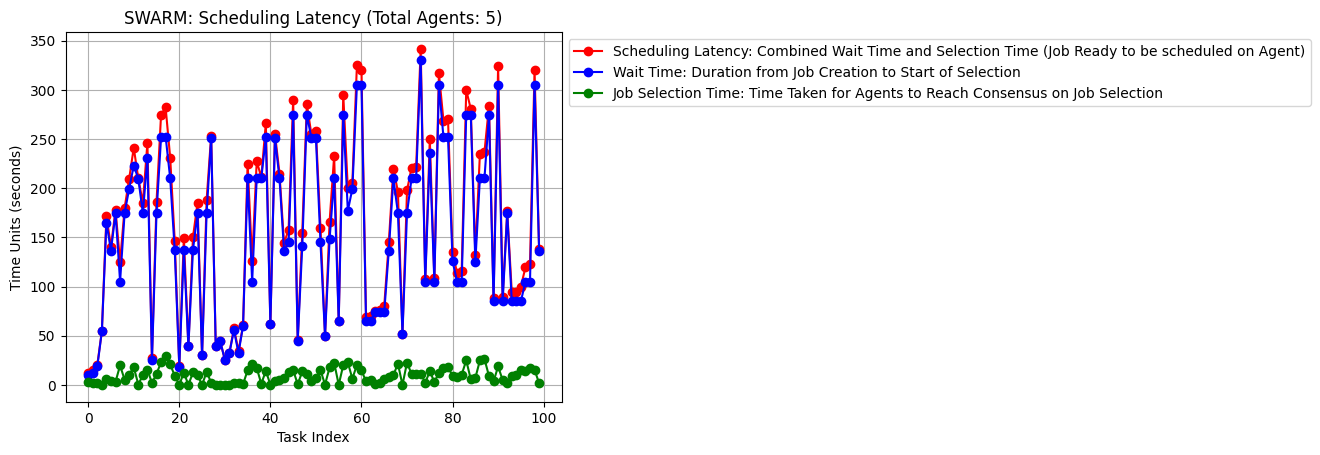 SWARM: Scheduling Latency (Total Agents: 5)
Scheduling Latency: Combined Wait Time and Selection Time (Job Ready to be scheduled on Agent)
Wait Time: Duration from Job Creation to Start of Selection
Job Selection Time: Time Taken for Agents to Reach Consensus on Job Selection
Time Units (seconds)
350
300
250
200
150
100
50
0
0 20 40 60 80 100
Task Index